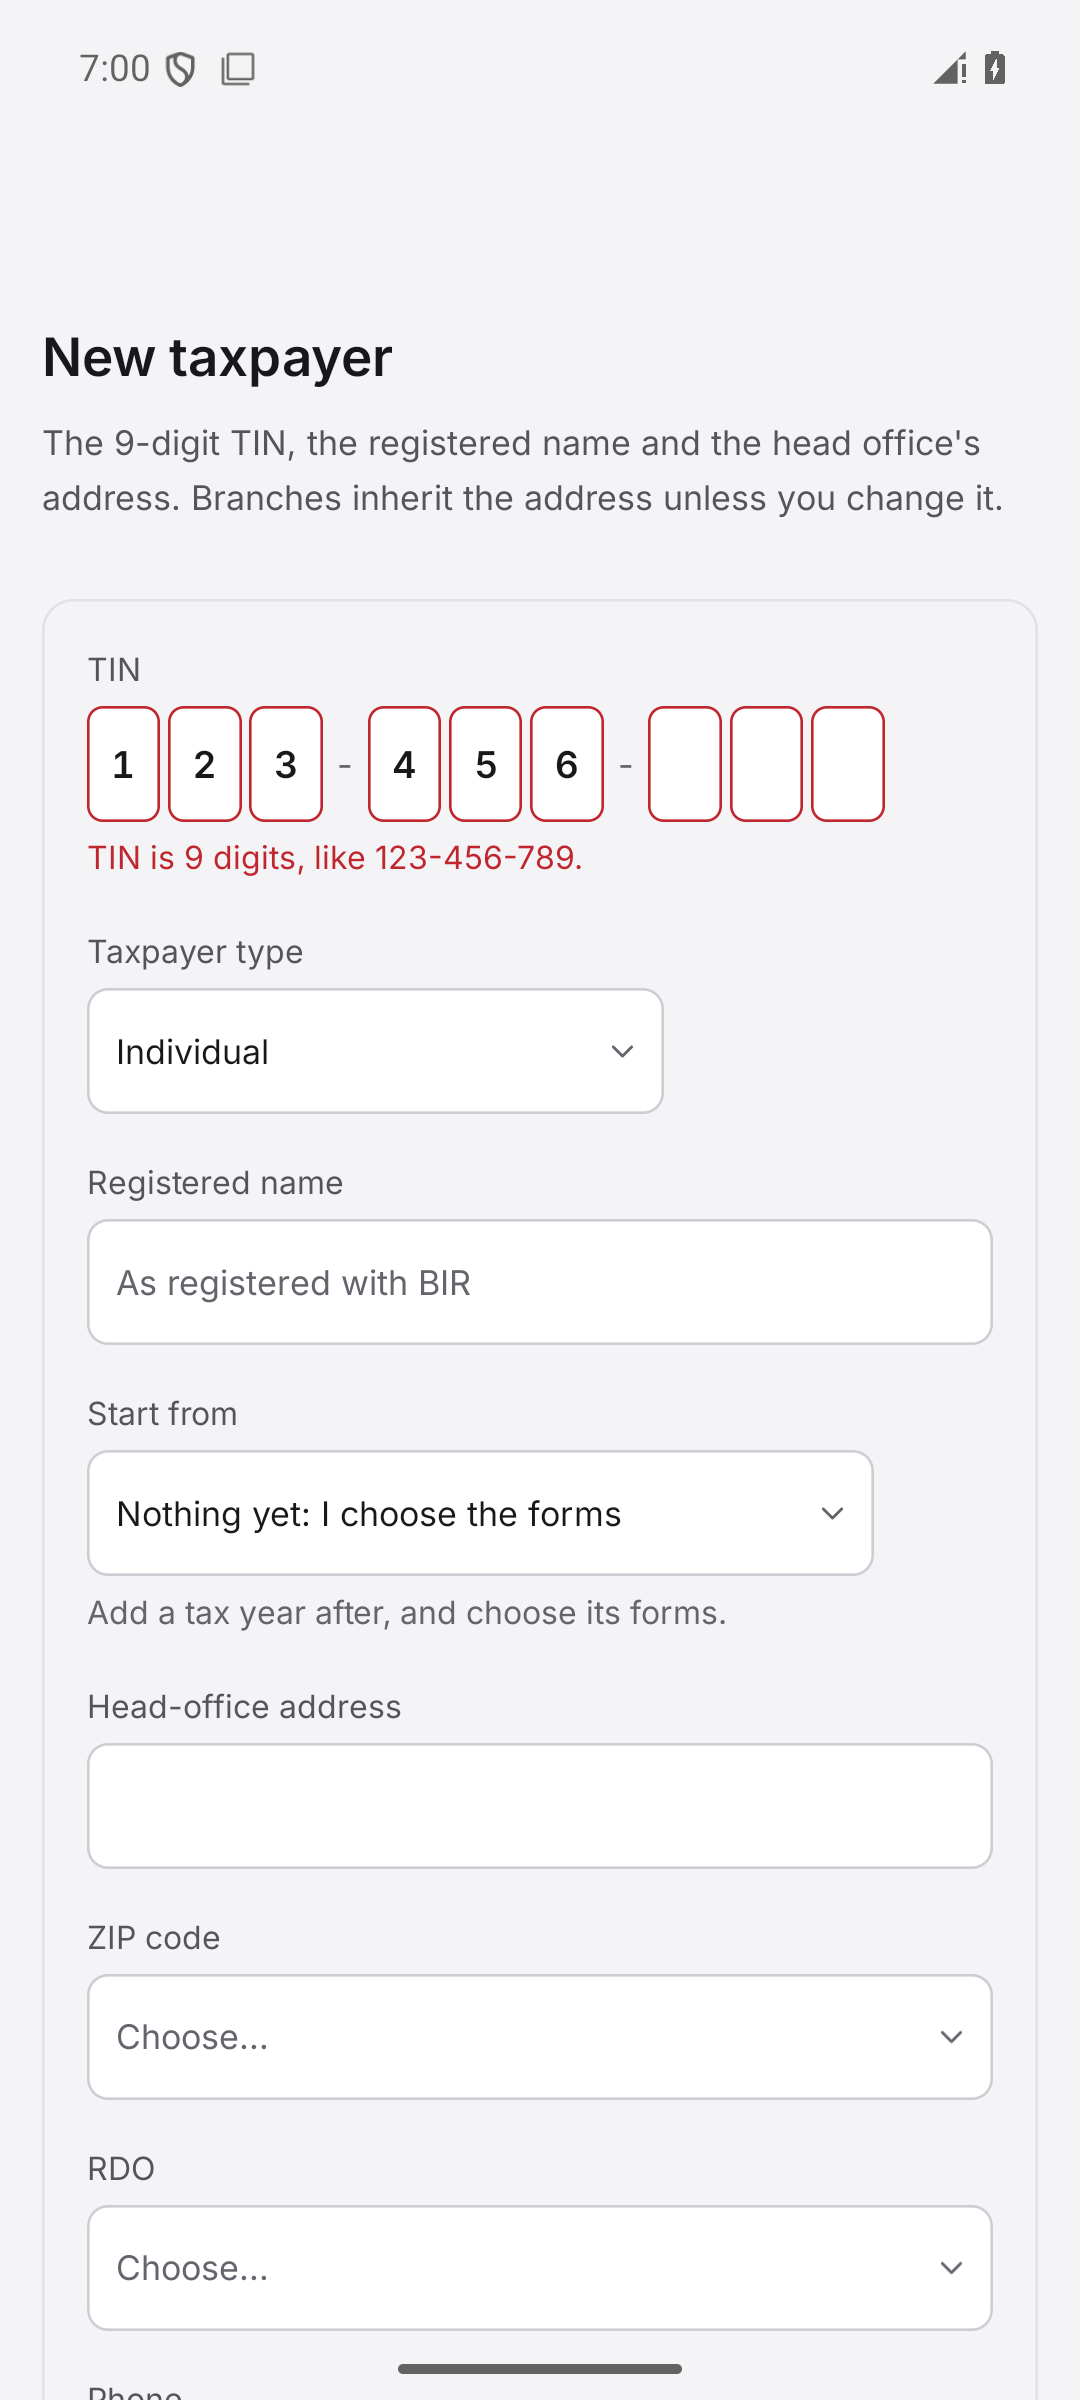 7:00
New taxpayer
The 9-digit TIN, the registered name and the head office's
address. Branches inherit the address unless you change it.
TIN
1 2 3 - 4 5 6 -
TIN is 9 digits, like 123-456-789.
Taxpayer type
Individual
Registered name
As registered with BIR
Start from
Nothing yet: I choose the forms
Add a tax year after, and choose its forms.
Head-office address
ZIP code
Choose...
RDO
Choose...
Phone